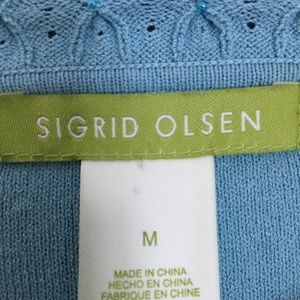 SIGRID OLSEN
M
MADE IN CHINA
HECHO EN CHINA
FABRIQUE EN CHINE